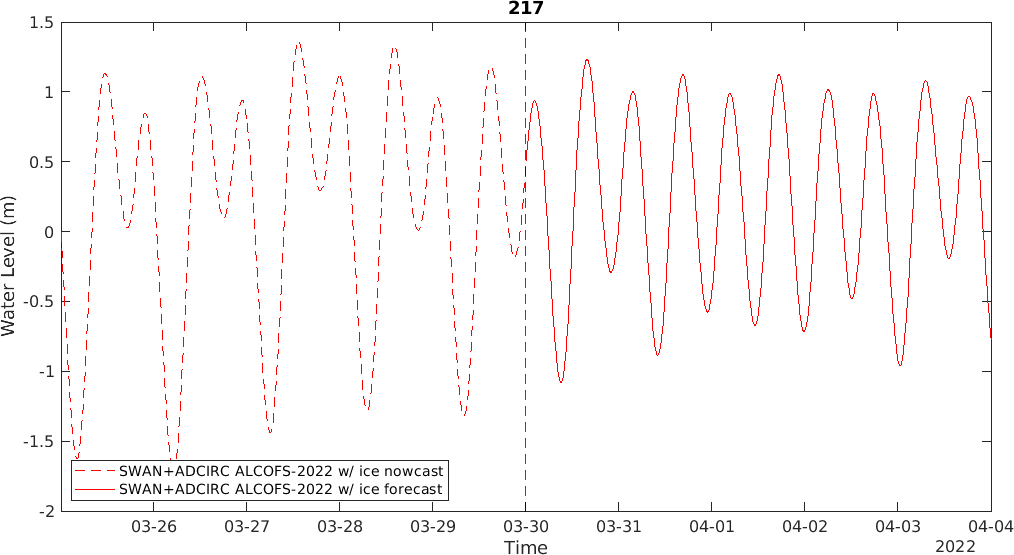 217
1.5
1
0.5
0
-0.5
-1
-1.5
-2
Water Level (m)
SWAN+ADCIRC ALCOFS-2022 w/ ice nowcast
SWAN+ADCIRC ALCOFS-2022 w/ ice forecast
03-26 03-27 03-28 03-29 03-30 03-31 04-01 04-02 04-03 04-04
Time
2022